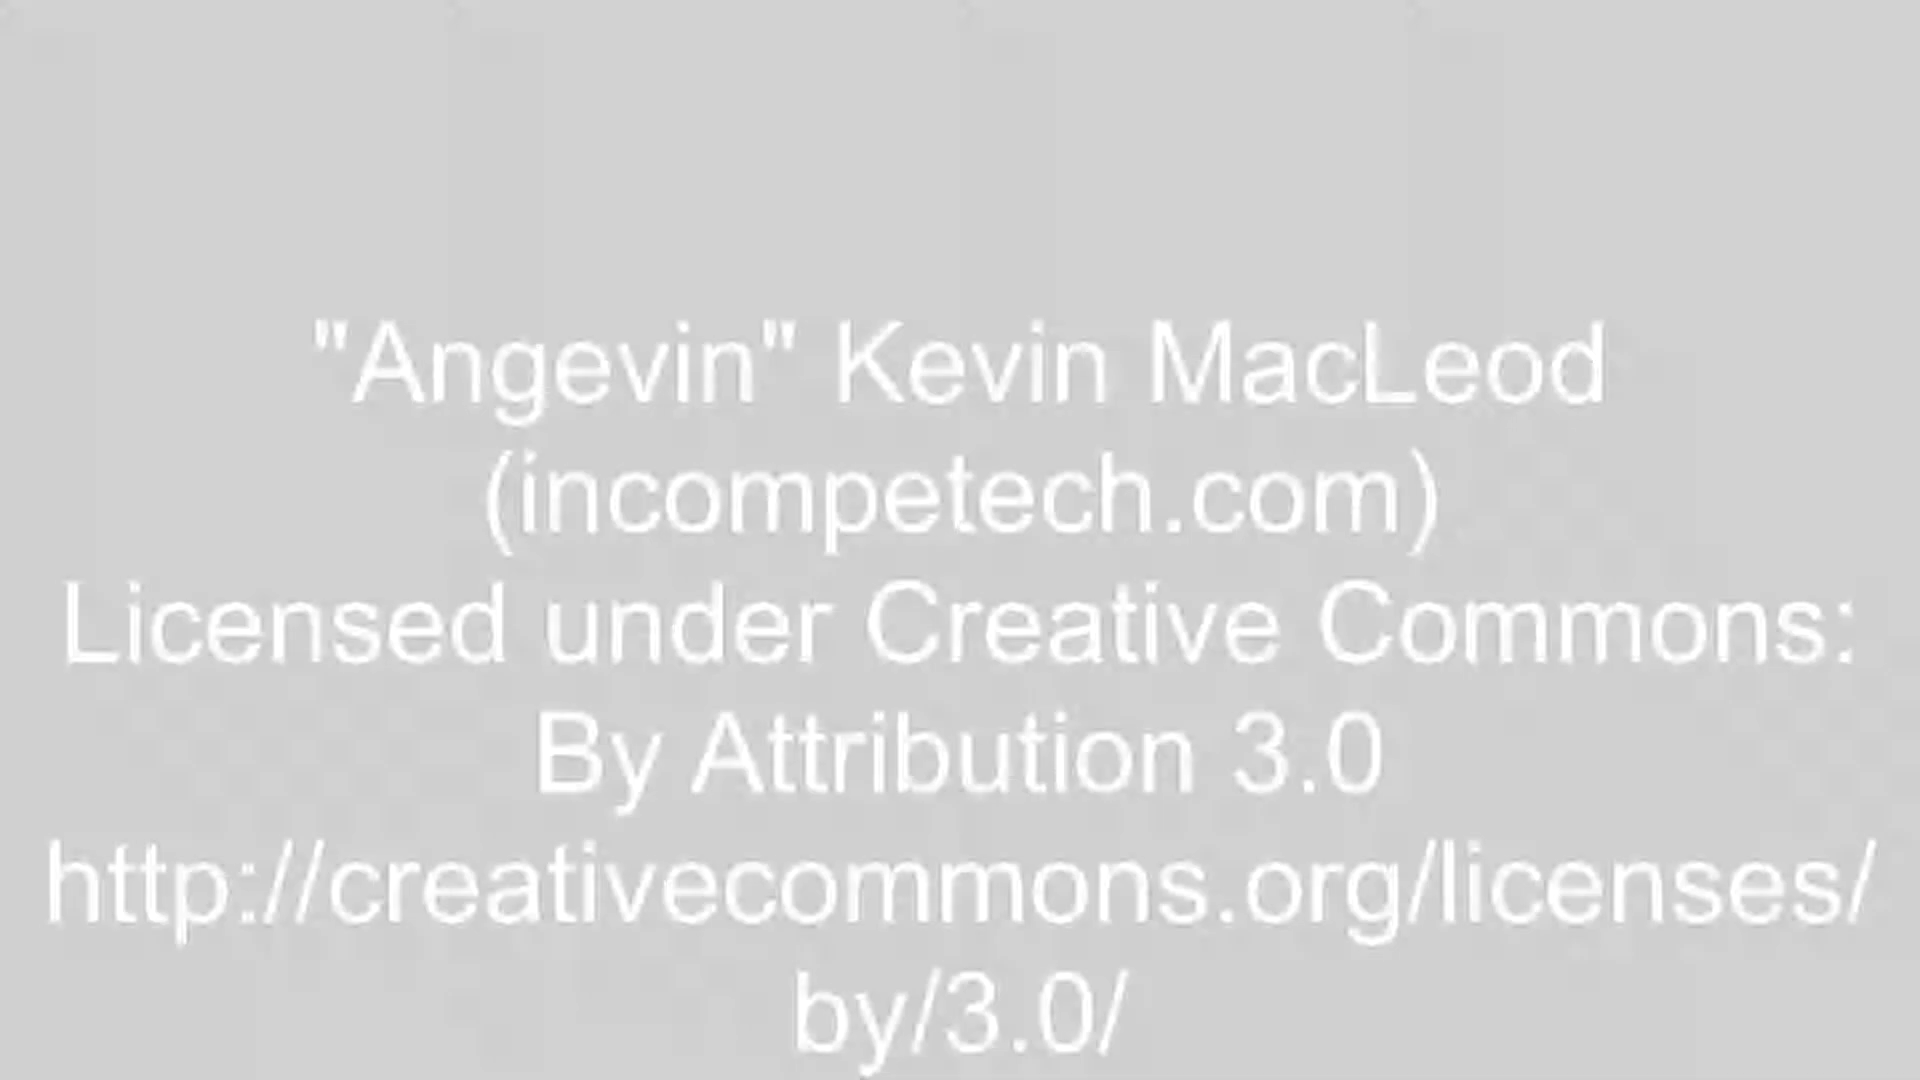 "Angevin" Kevin MacLeod
(incompetech.com)
Licensed under Creative Commons:
By Attribution 3.0
http://creativecommons.org/licenses/
by/3.0/